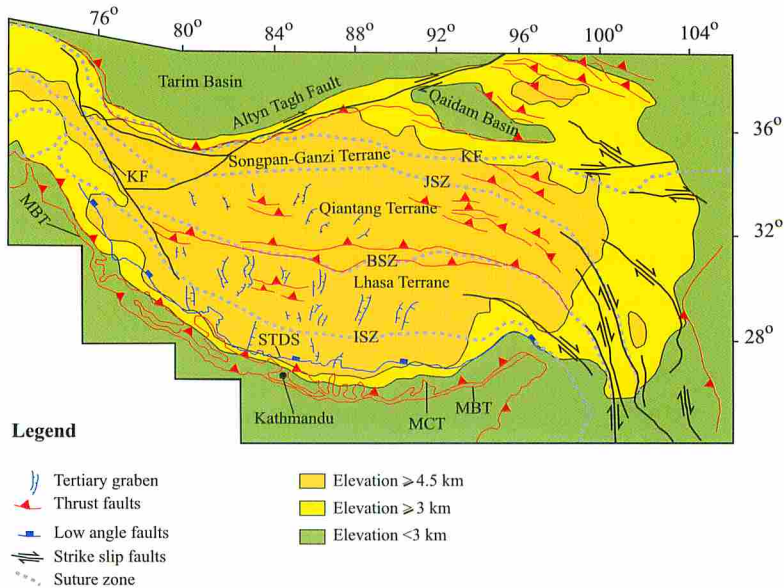 76°
80°
84°
88°
92°
96°
100°
104°
Tarim Basin
Altyn Tagh Fault
Qaidam Basin
36°
Songpan-Ganzi Terrane
KF
KF
JSZ
MBT
Qiantang Terrane
32°
BSZ
Lhasa Terrane
STDS
ISZ
28°
Kathmandu
MCT
MBT
Legend
Tertiary graben
Thrust faults
Low angle faults
Strike slip faults
Suture zone
Elevation ⩾4.5 km
Elevation ⩾3 km
Elevation <3 km